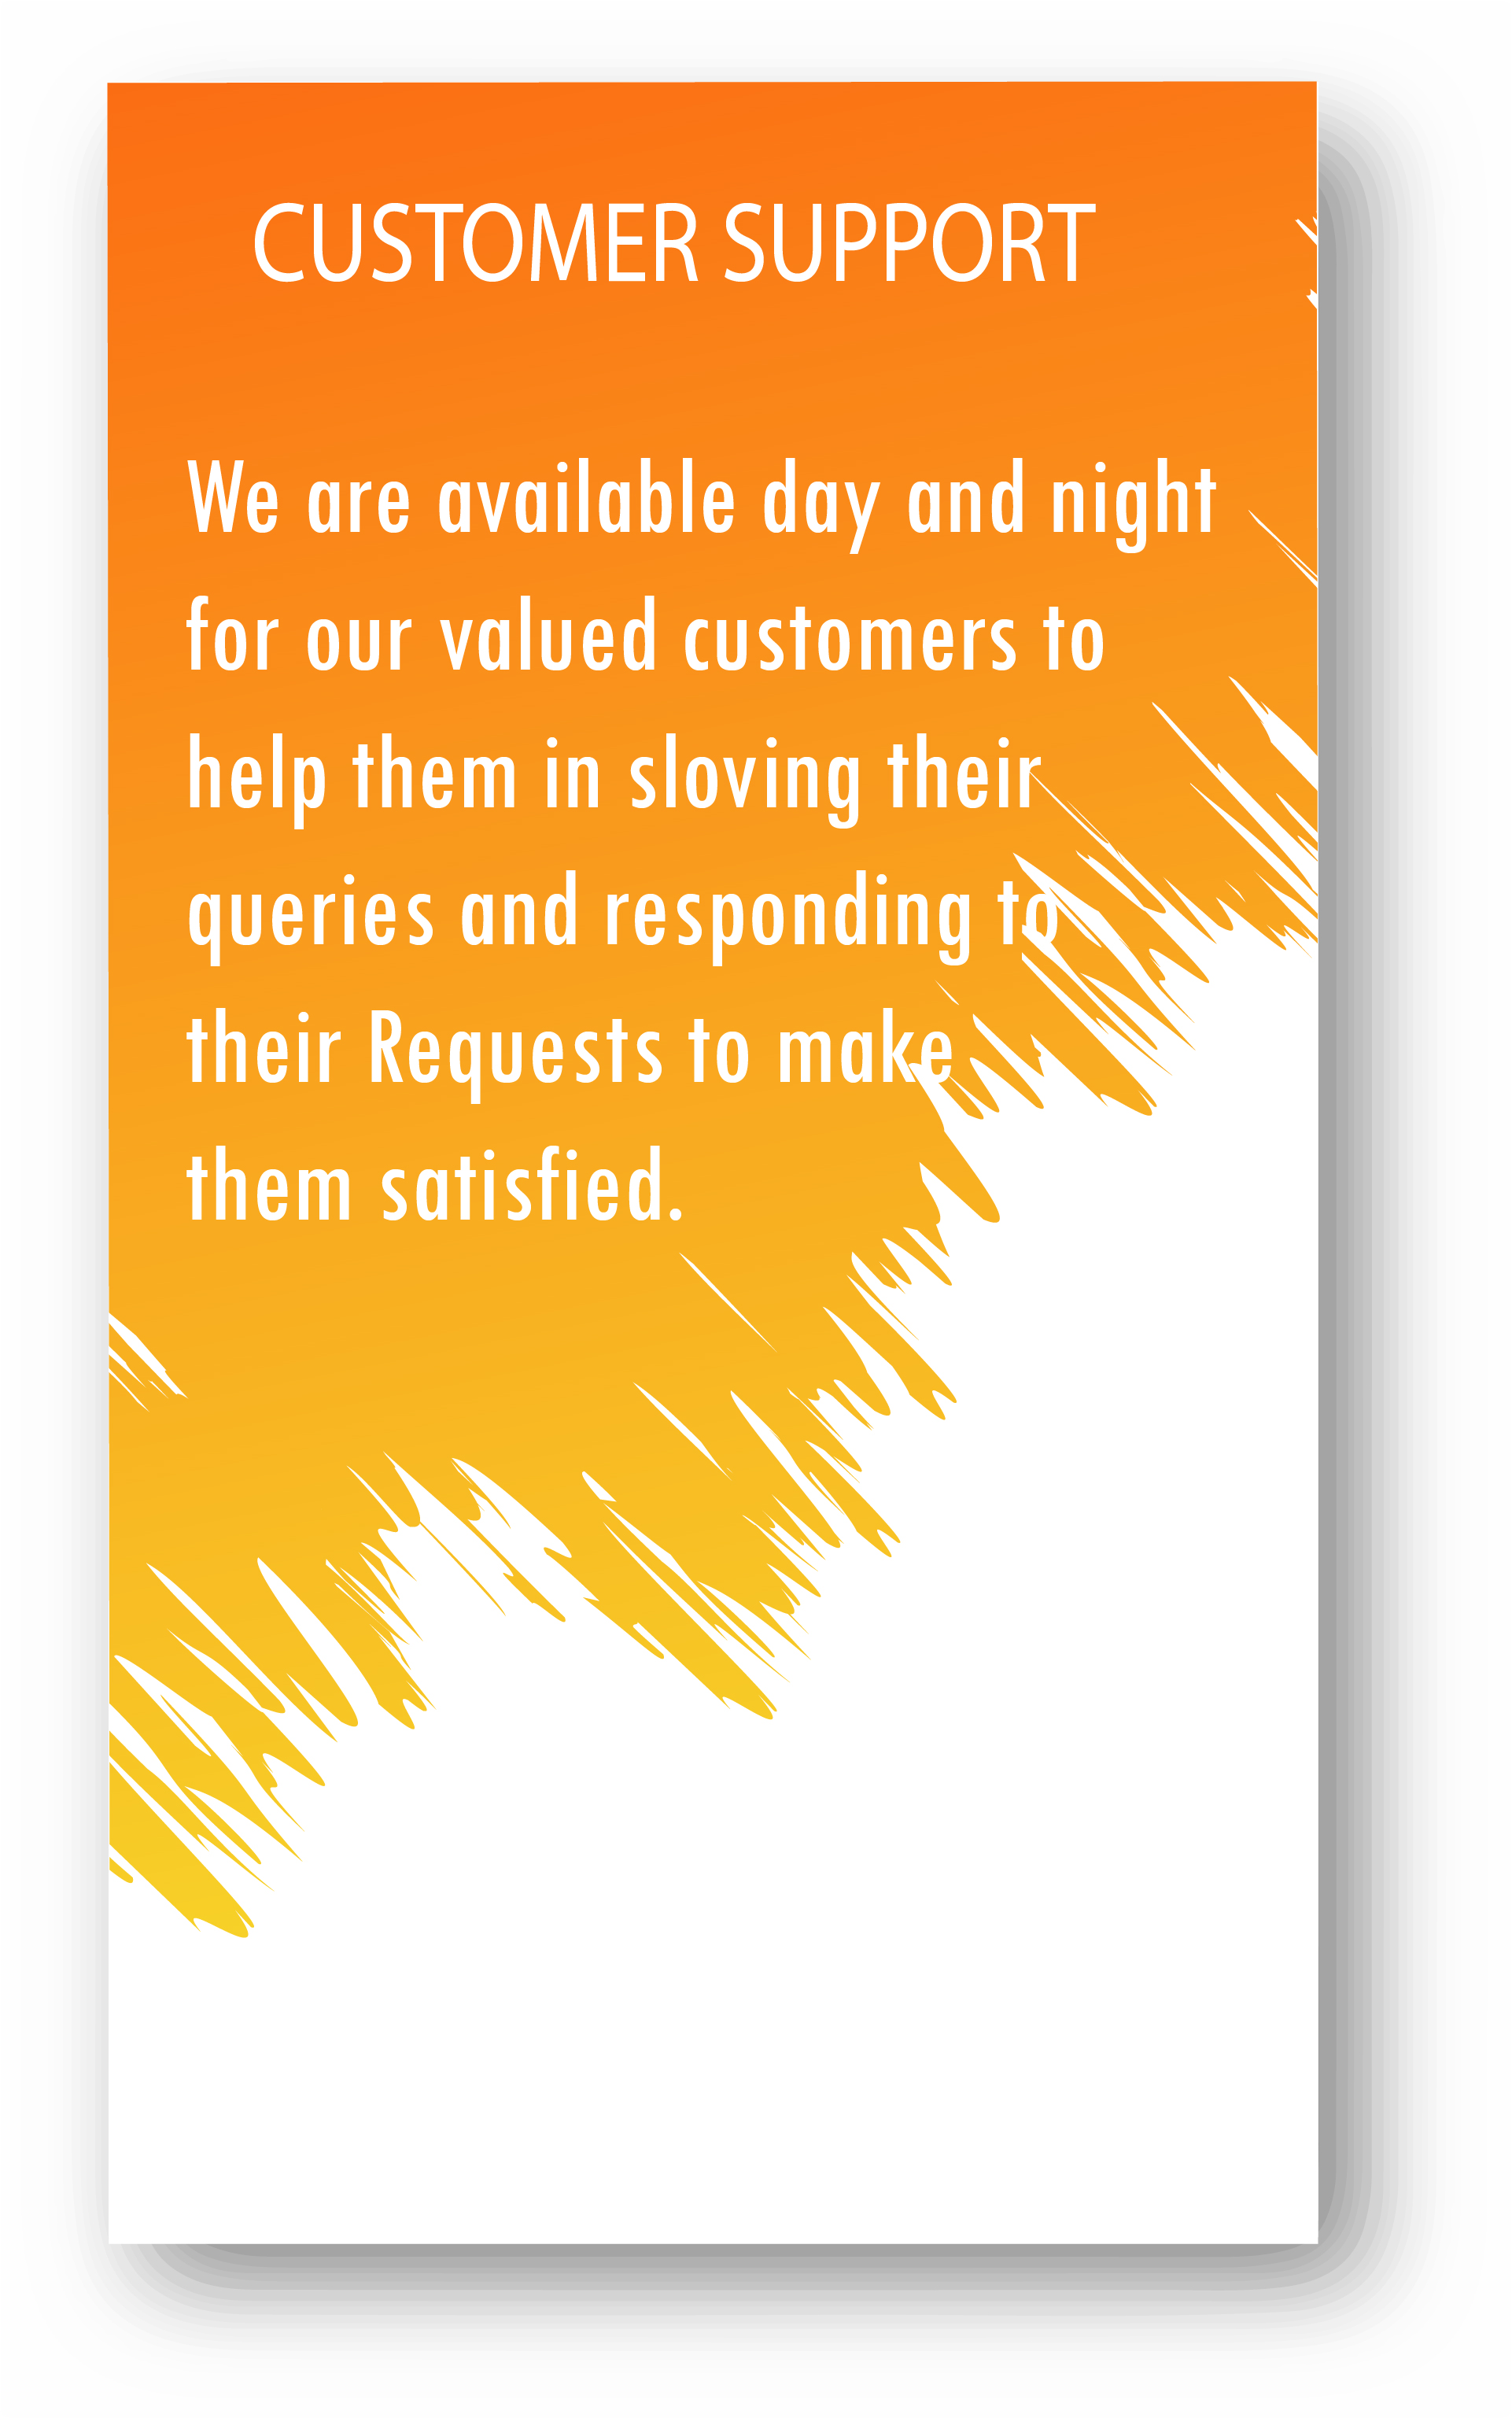 CUSTOMER SUPPORT
We are available day and night
for our valued customers to
help them in sloving their
queries and responding to
their Requests to make
them satisfied.